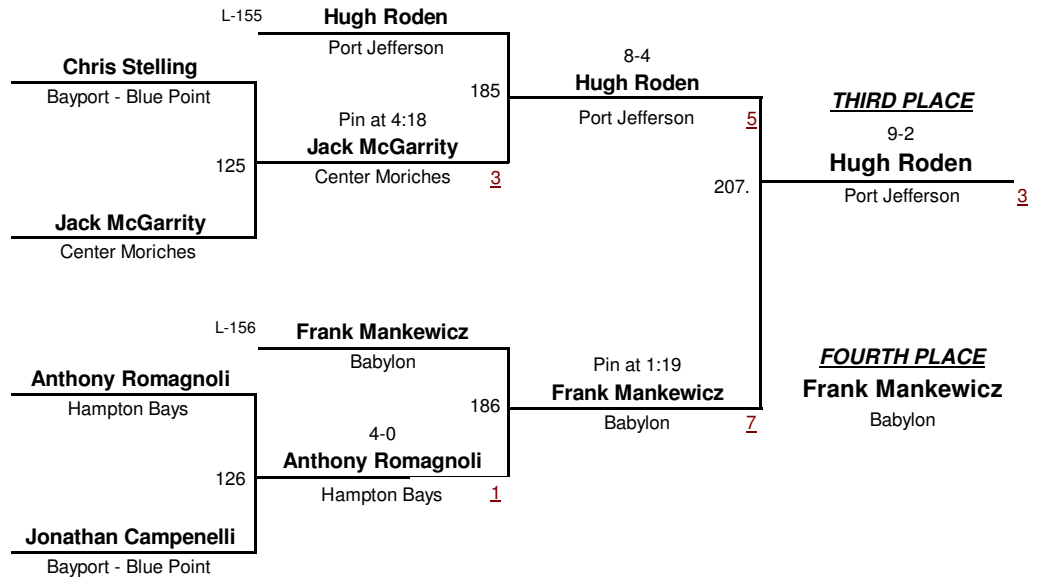 L-155
Hugh Roden
Port Jefferson
Chris Stelling
Bayport - Blue Point
125
Pin at 4:18
Jack McGarrity
Center Moriches
3
Jack McGarrity
Center Moriches
185
8-4
Hugh Roden
Port Jefferson
5
L-156
Frank Mankewicz
Babylon
Anthony Romagnoli
Hampton Bays
126
4-0
Anthony Romagnoli
Hampton Bays
1
Jonathan Campenelli
Bayport - Blue Point
186
Pin at 1:19
Frank Mankewicz
Babylon
7
207.
THIRD PLACE
9-2
Hugh Roden
Port Jefferson
3
FOURTH PLACE
Frank Mankewicz
Babylon